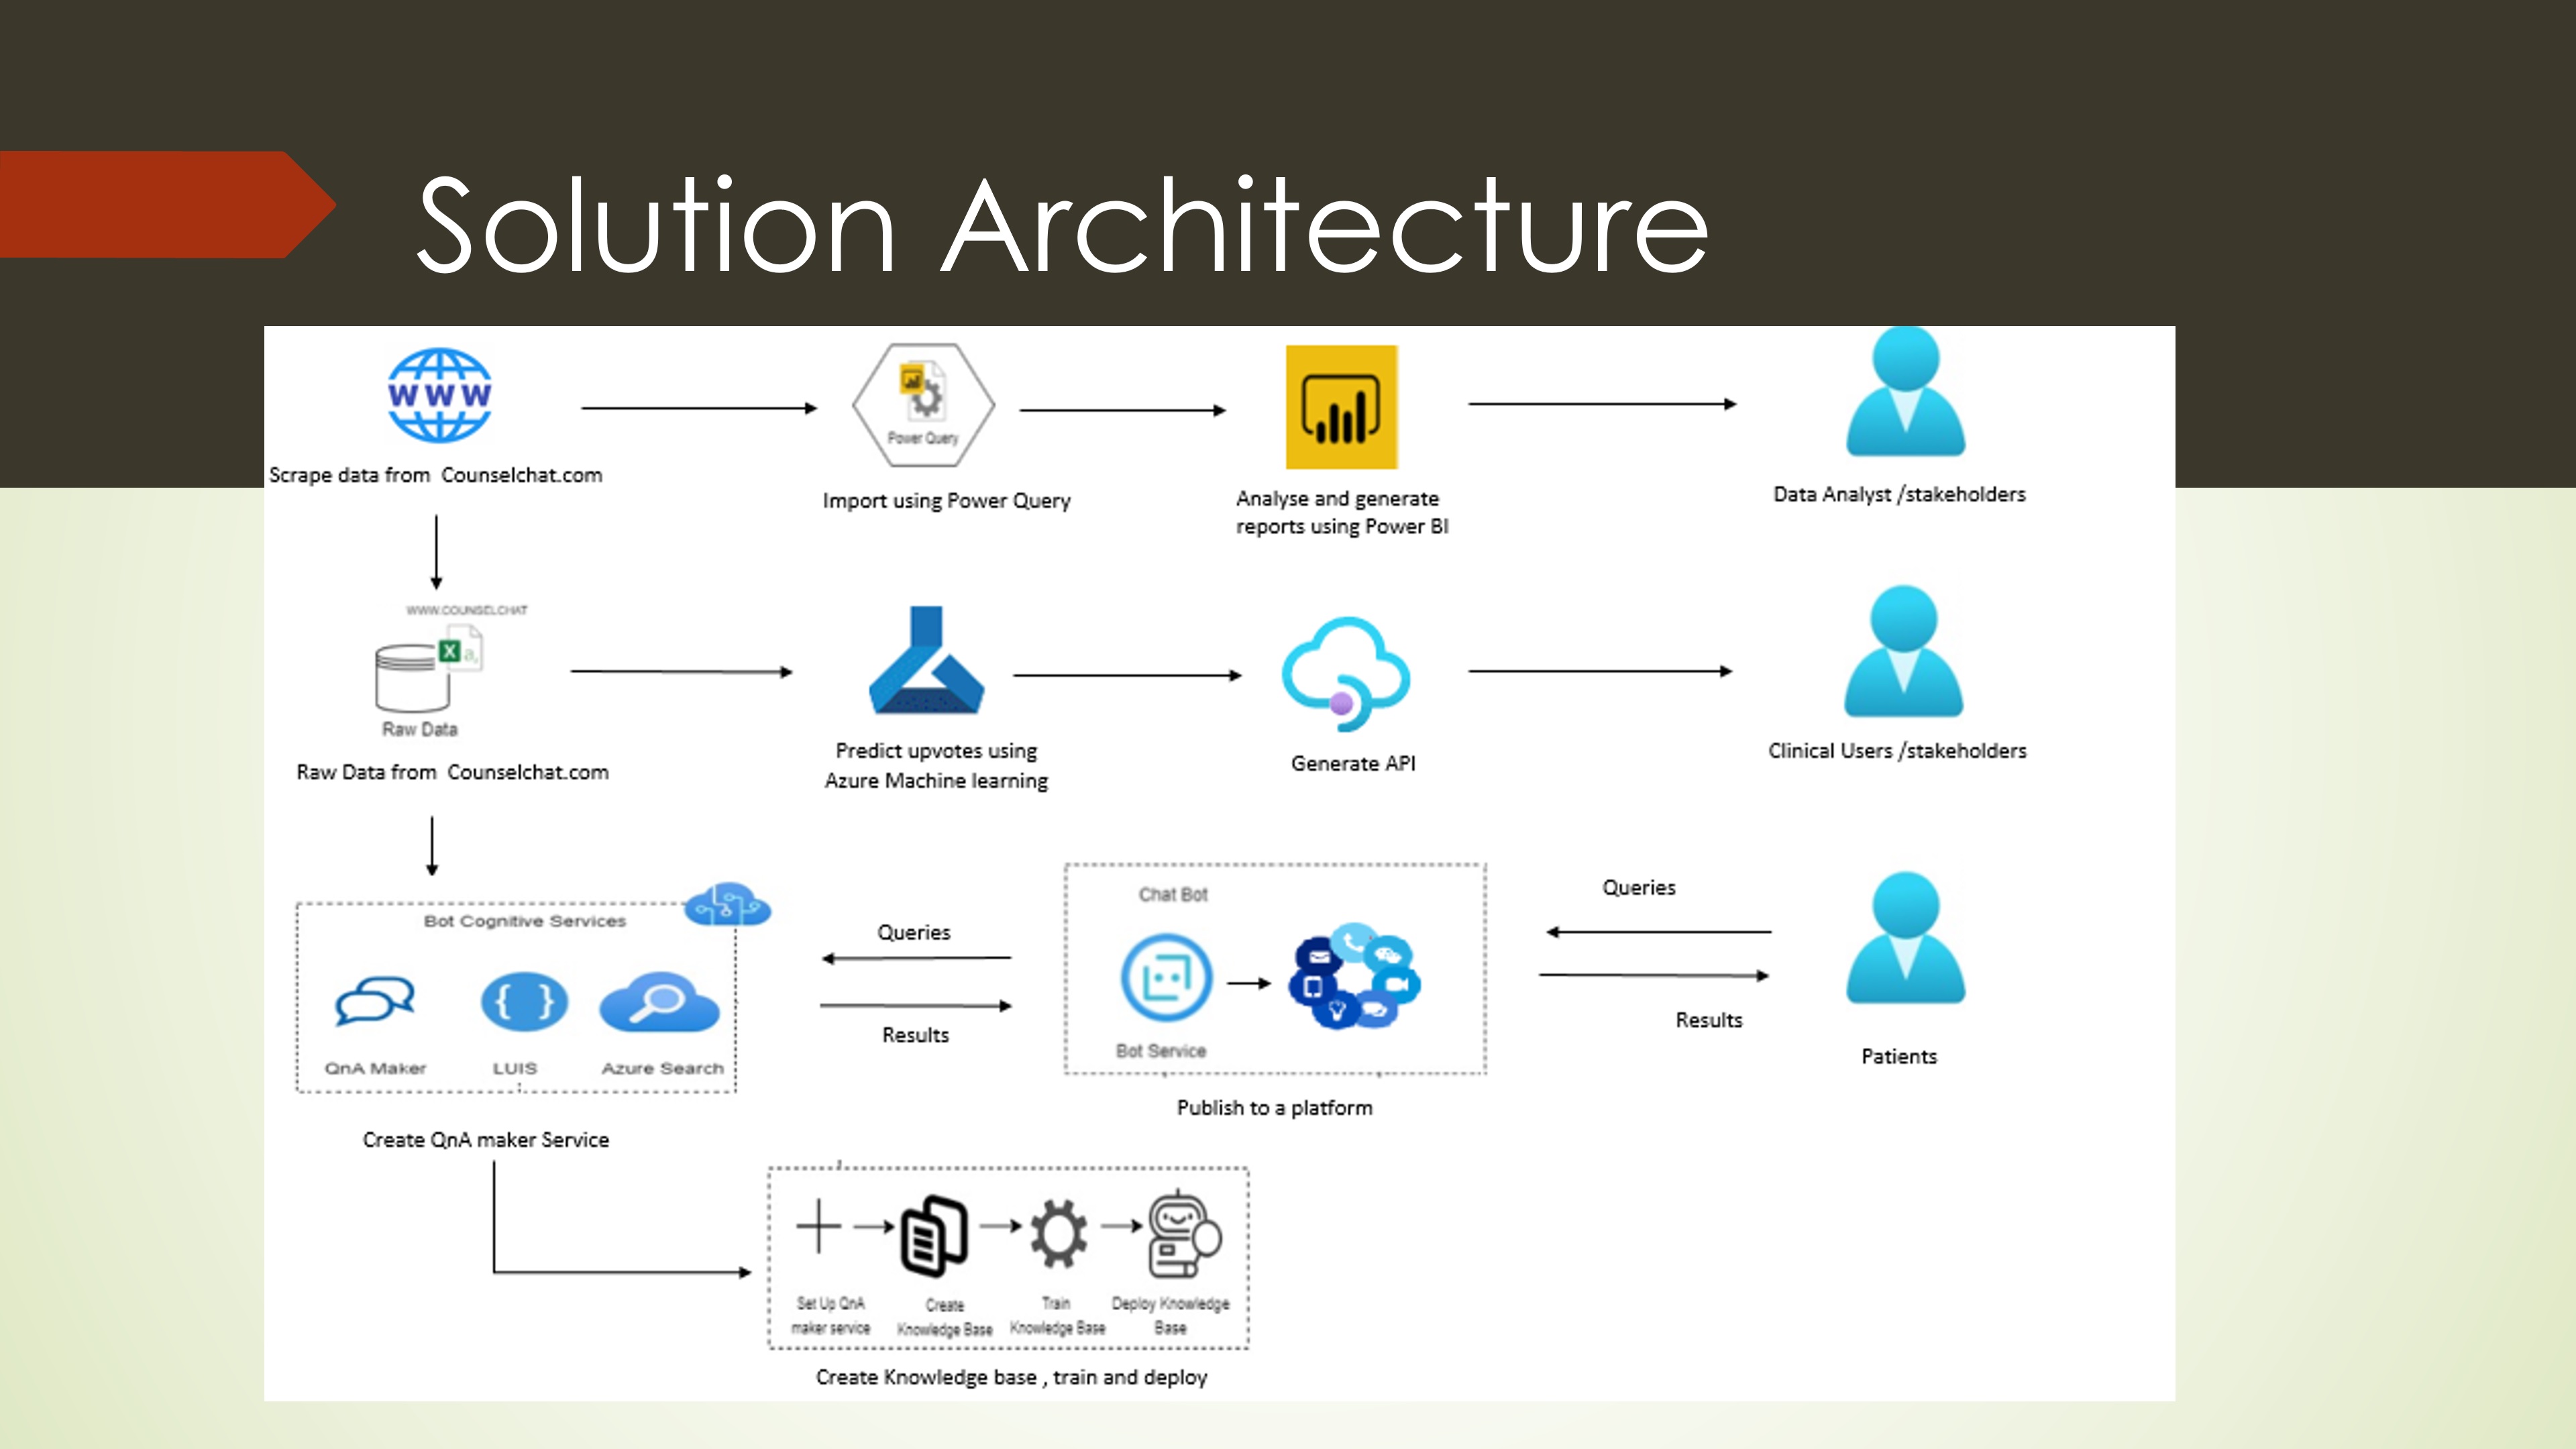 Solution Architecture
WWW
Power Query
Scrape data from Counselchat.com
Import using Power Query
Analyse and generate
reports using Power BI
Data Analyst /stakeholders
WWW.COUNSELCHAT
X a,
Raw Data
Raw Data from Counselchat.com
Predict upvotes using
Azure Machine learning
Generate API
Clinical Users /stakeholders
Bot Cognitive Services
QnA Maker
LUIS
Azure Search
Create QnA maker Service
Queries
Results
Chat Bot
Bot Service
Publish to a platform
Queries
Results
Patients
Set Up QnA
maker service
Create
Knowledge Base
Train
Knowledge Base
Deploy Knowledge
Base
Create Knowledge base , train and deploy